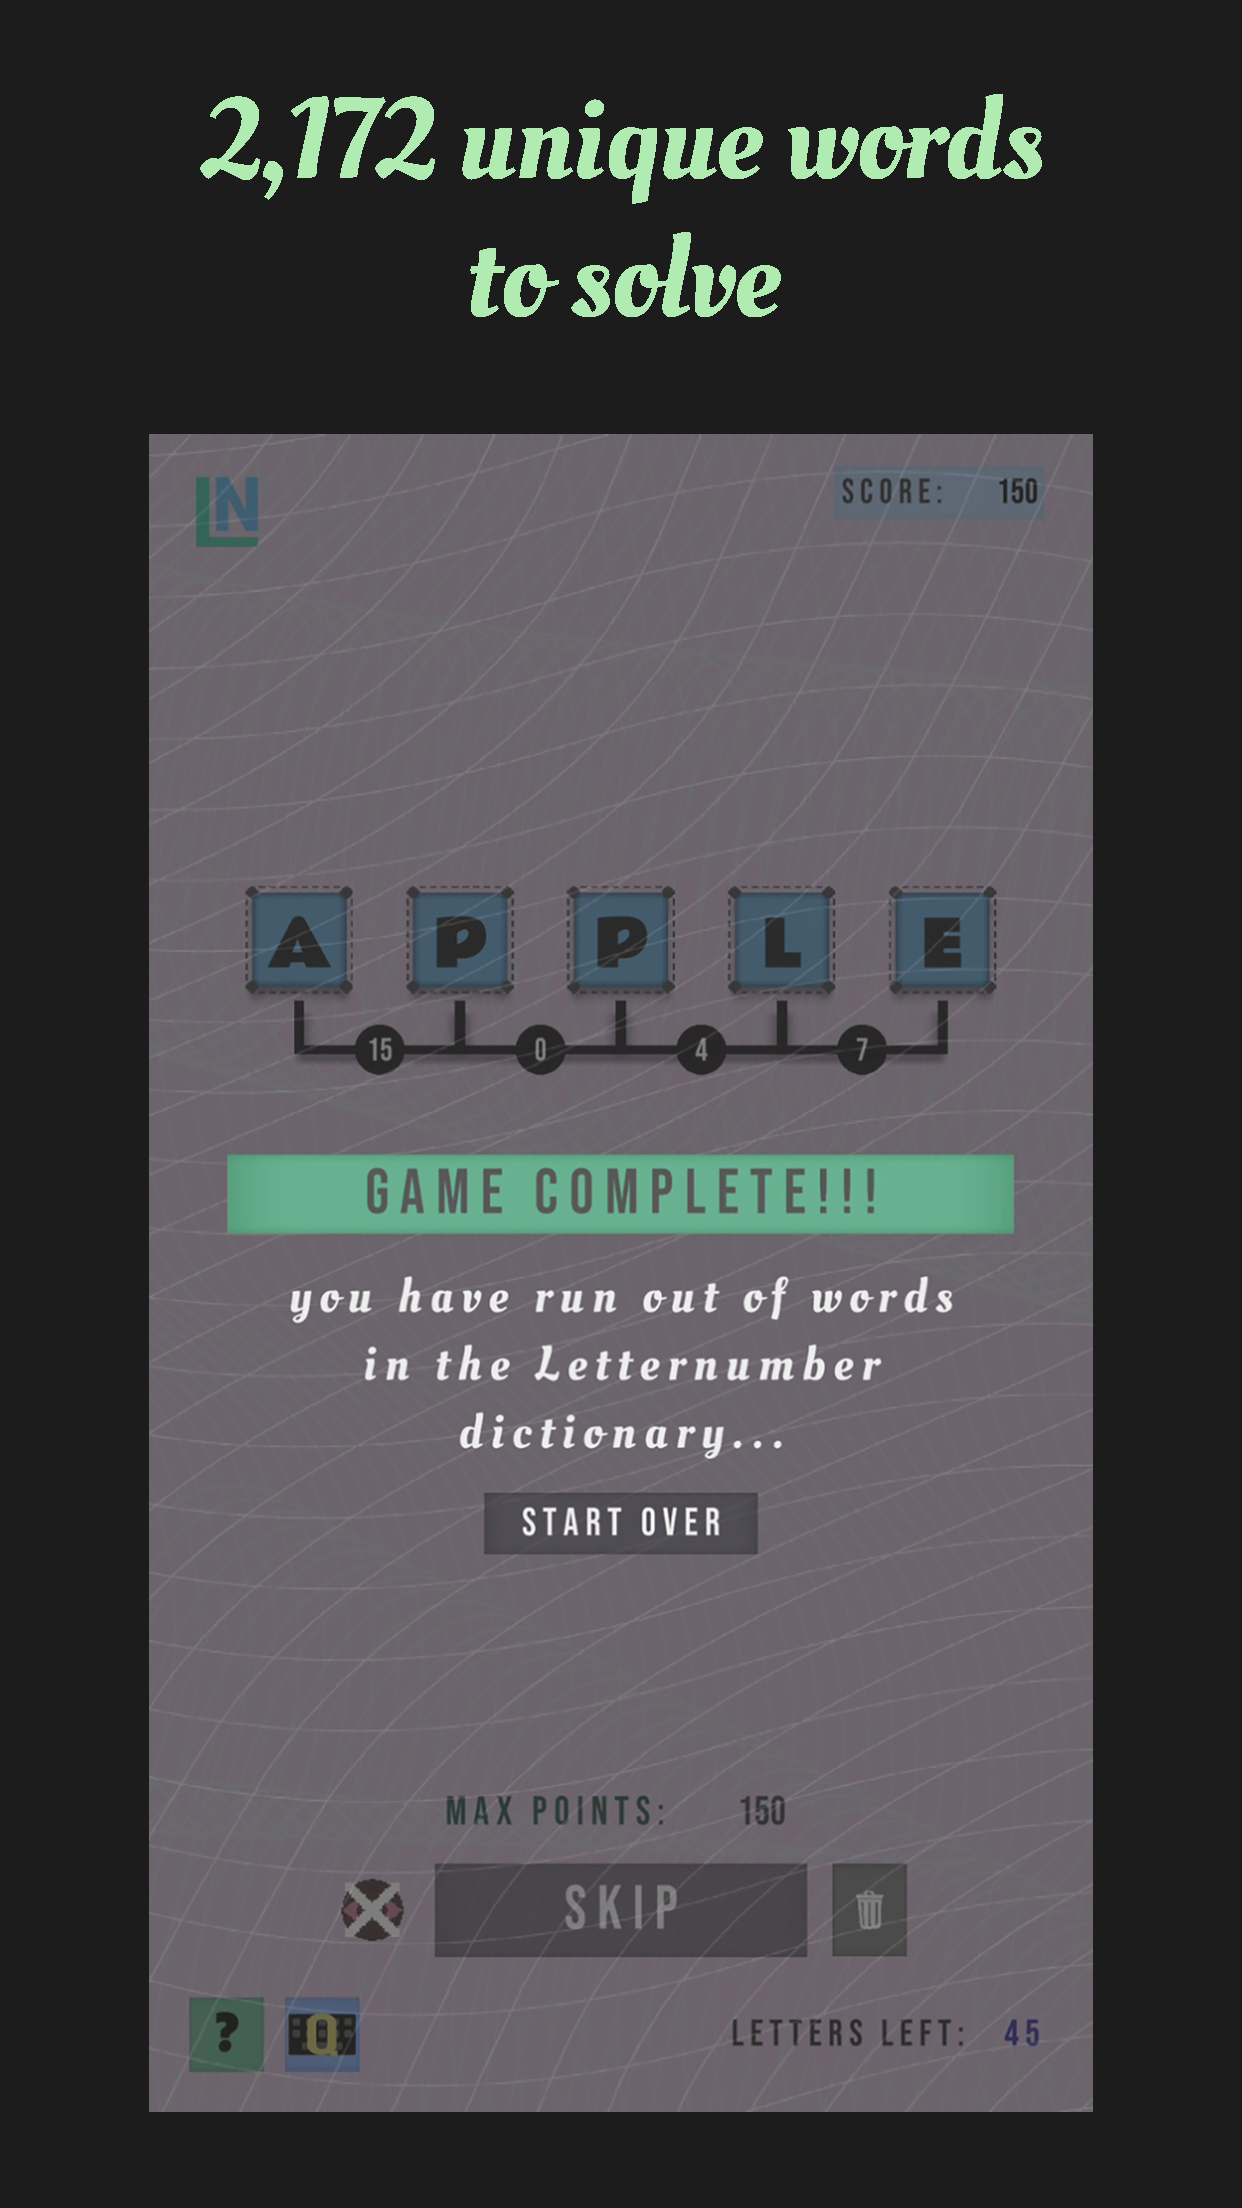 2,172 unique words
to solve
LN
SCORE: 150
A P P L E
15 0 4 7
GAME COMPLETE!!!
you have run out of words
in the Letternumber
dictionary...
START OVER
MAX POINTS: 150
SKIP
? Q
LETTERS LEFT: 45